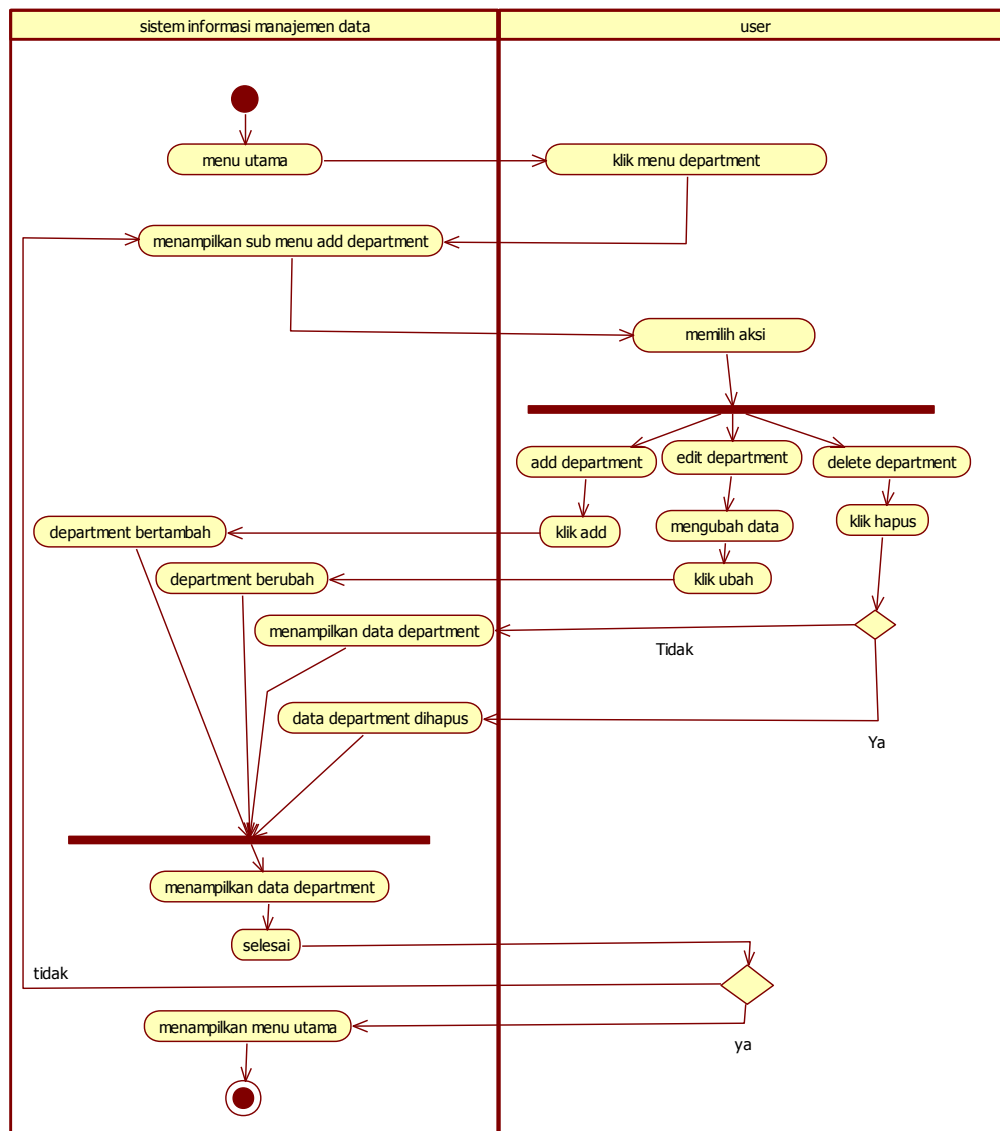 sistem informasi manajemen data
user
menu utama
klik menu department
menampilkan sub menu add department
memilih aksi
add department
edit department
delete department
department bertambah
klik add
mengubah data
klik hapus
department berubah
klik ubah
menampilkan data department
Tidak
data department dihapus
Ya
menampilkan data department
selesai
tidak
menampilkan menu utama
ya